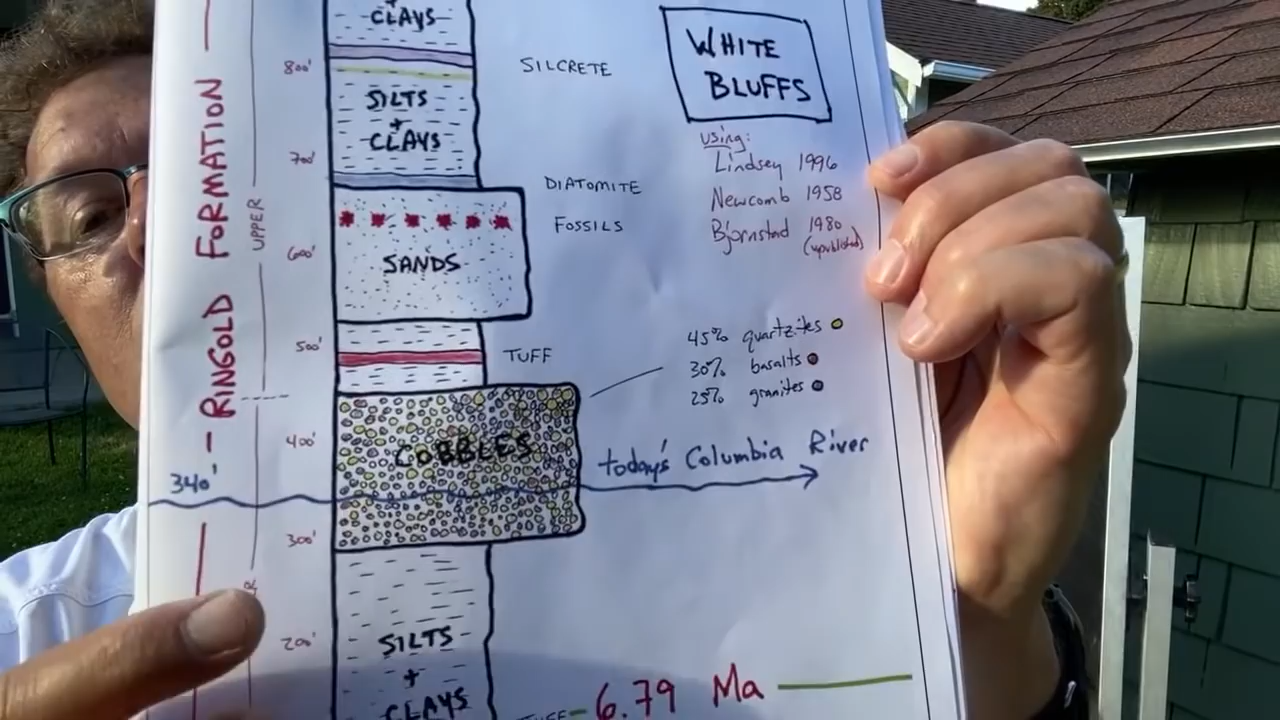 CLAYS
800'
SILCRETE
SILTS
+
CLAYS
700'
DIATOMITE
FOSSILS
600'
SANDS
500'
TUFF
400'
COBBLES
340'
300'
200'
SILTS
+
CLAYS
RINGOLD FORMATION
UPPER
WHITE
BLUFFS
using:
Lindsey 1996
Newcomb 1958
Bjornstad 1980
(unpublished)
45% quartzites
30% basalts
25% granites
today's Columbia River
6.79 Ma